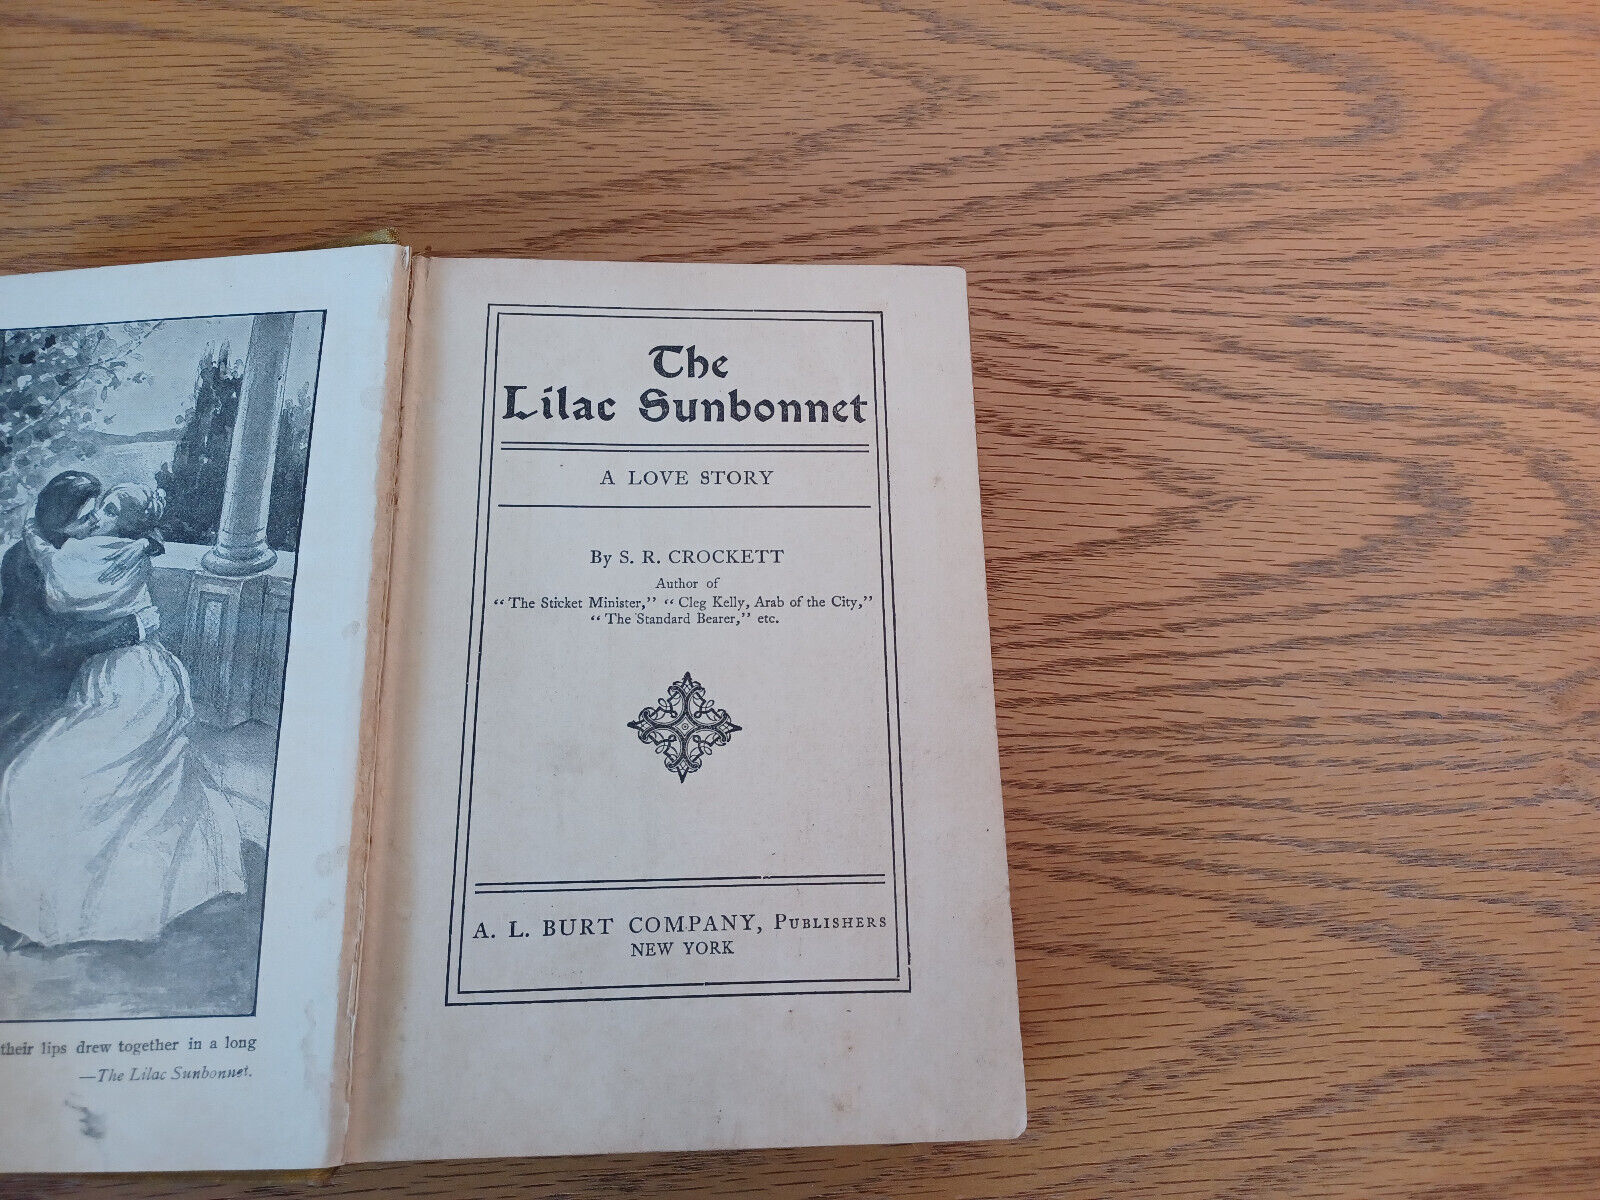 their lips drew together in a long
—The Lilac Sunbonnet.
The
Lilac Sunbonnet
A LOVE STORY
By S. R. CROCKETT
Author of
“ The Sticket Minister,” “ Cleg Kelly, Arab of the City,”
“ The Standard Bearer,” etc.
A. L. BURT COMPANY, PUBLISHERS
NEW YORK